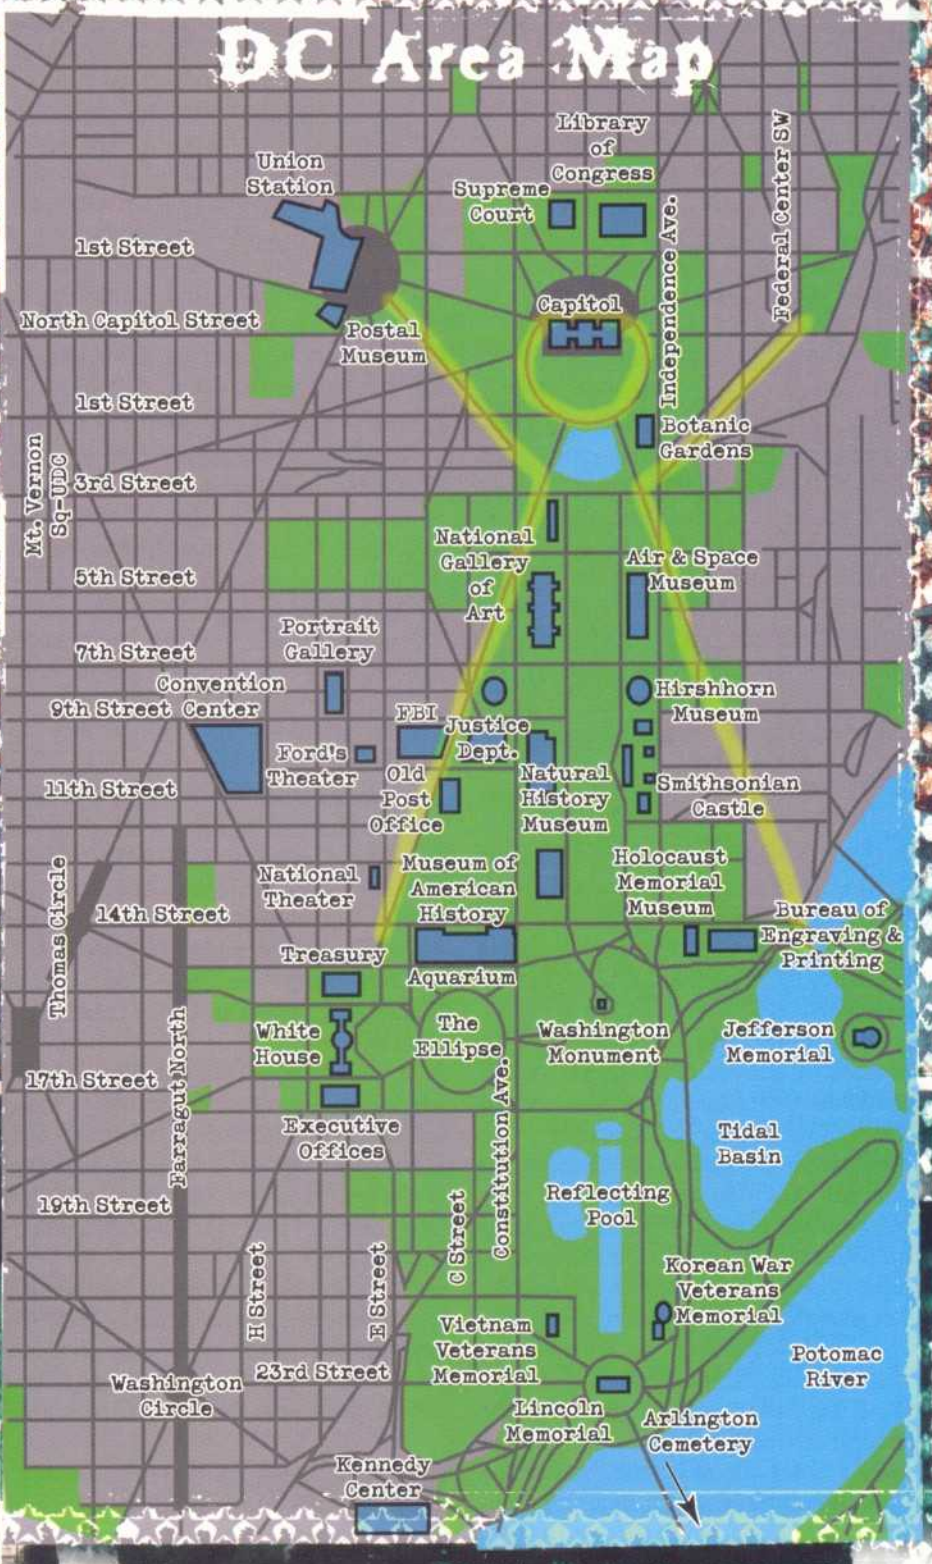 DC Area Map
Library
of
Congress
Union
Station
Supreme
Court
Federal Center SW
Independence Ave.
1st Street
North Capitol Street
Capitol
Postal
Museum
1st Street
Botanic
Gardens
Mt. Vernon
Sq-UDC
3rd Street
National
Gallery
of
Art
Air & Space
Museum
5th Street
Portrait
Gallery
7th Street
Convention
Center
9th Street
Hirshhorn
Museum
FBI
Justice
Dept.
Ford's
Theater
Old
Post
Office
Natural
History
Museum
Smithsonian
Castle
11th Street
Thomas Circle
National
Theater
Museum of
American
History
Holocaust
Memorial
Museum
14th Street
Bureau of
Engraving &
Printing
Treasury
Aquarium
White
House
The
Ellipse
Washington
Monument
Jefferson
Memorial
17th Street
Farragut North
Executive
Offices
Constitution Ave.
Tidal
Basin
19th Street
Reflecting
Pool
H Street
E Street
C Street
Korean War
Veterans
Memorial
Vietnam
Veterans
Memorial
Potomac
River
23rd Street
Washington
Circle
Lincoln
Memorial
Arlington
Cemetery
Kennedy
Center